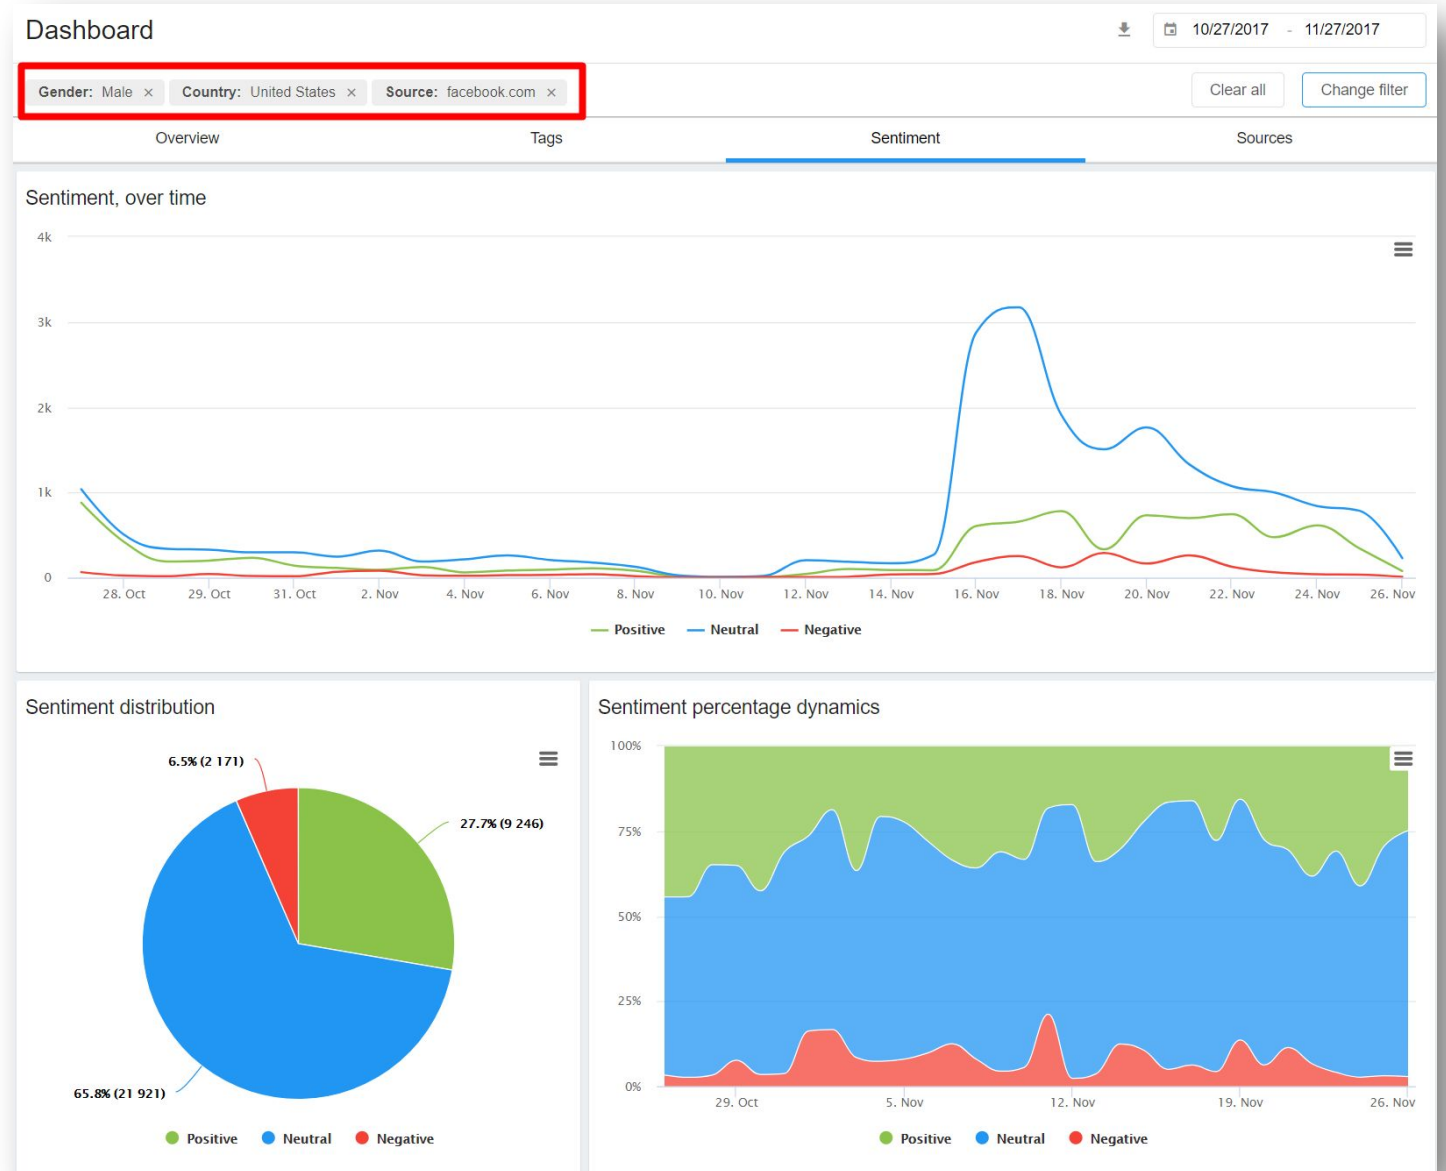 Dashboard
10/27/2017 - 11/27/2017
Gender: Male × Country: United States × Source: facebook.com ×
Clear all Change filter
Overview Tags Sentiment Sources
Sentiment, over time
4k
3k
2k
1k
0
28. Oct 29. Oct 31. Oct 2. Nov 4. Nov 6. Nov 8. Nov 10. Nov 12. Nov 14. Nov 16. Nov 18. Nov 20. Nov 22. Nov 24. Nov 26. Nov
Positive Neutral Negative
Sentiment distribution
6.5% (2 171)
27.7% (9 246)
65.8% (21 921)
Positive Neutral Negative
Sentiment percentage dynamics
100%
75%
50%
25%
0%
29. Oct 5. Nov 12. Nov 19. Nov 26. Nov
Positive Neutral Negative